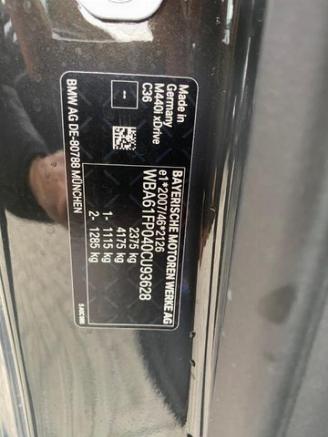 BAYERISCHE MOTOREN WERKE AG
e1*2007/46*2126
WBA61FP040CU93628
2375 kg
4175 kg
1- 1115 kg
2- 1285 kg
Made in
Germany
M440i xDrive
C36
BMW AG DE-80788 MÜNCHEN